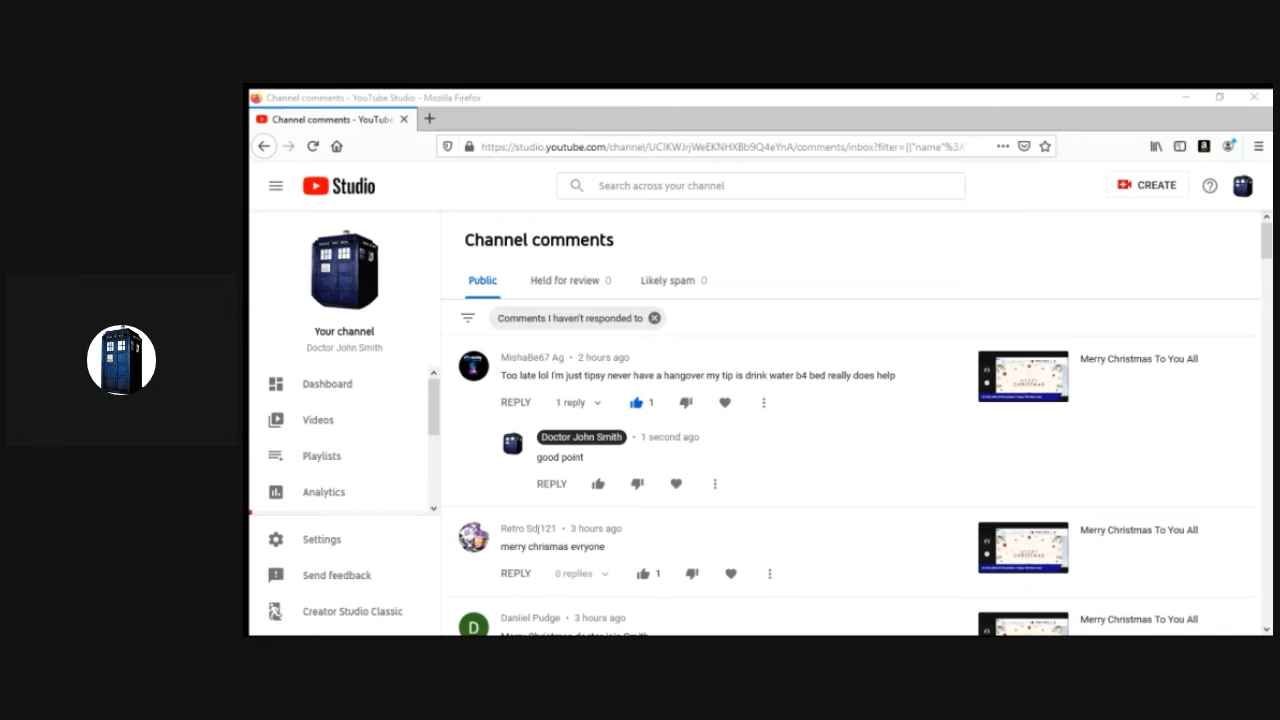 Channel comments - YouTube Studio - Mozilla Firefox
Channel comments - YouTube
https://studio.youtube.com/channel/
Studio
Search across your channel
CREATE
Your channel
Doctor John Smith
Dashboard
Videos
Playlists
Analytics
Settings
Send feedback
Creator Studio Classic
Channel comments
Public
Held for review 0
Likely spam 0
Comments I haven't responded to
MishaBe67 Ag • 2 hours ago
Too late lol I'm just tipsy never have a hangover my tip is drink water b4 bed really does help
REPLY 1 reply 1
Merry Christmas To You All
Doctor John Smith • 1 second ago
good point
REPLY
Retro Sdj121 • 3 hours ago
merry chrismas evryone
REPLY 0 replies 1
Merry Christmas To You All
D
Daniiel Pudge • 3 hours ago
Merry Christmas To You All